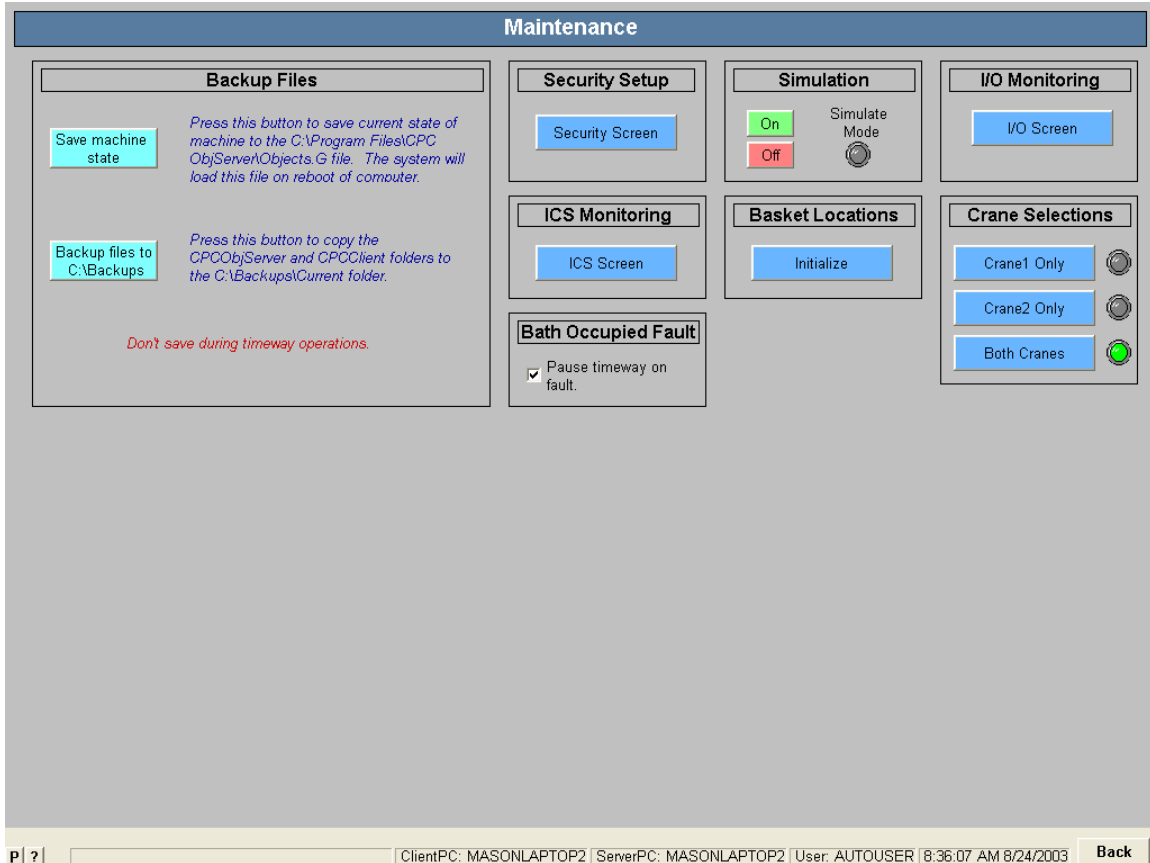 Maintenance
Backup Files
Save machine
state
Press this button to save current state of
machine to the C:\Program Files\CPC
ObjServer\Objects.G file.  The system will
load this file on reboot of computer.
Backup files to
C:\Backups
Press this button to copy the
CPCObjServer and CPCClient folders to
the C:\Backups\Current folder.
Don't save during timeway operations.
Security Setup
Security Screen
Simulation
On
Off
Simulate
Mode
I/O Monitoring
I/O Screen
ICS Monitoring
ICS Screen
Basket Locations
Initialize
Crane Selections
Crane1 Only
Crane2 Only
Both Cranes
Bath Occupied Fault
Pause timeway on
fault.
P ? ClientPC: MASONLAPTOP2 ServerPC: MASONLAPTOP2 User: AUTOUSER 8:36:07 AM 8/24/2003 Back